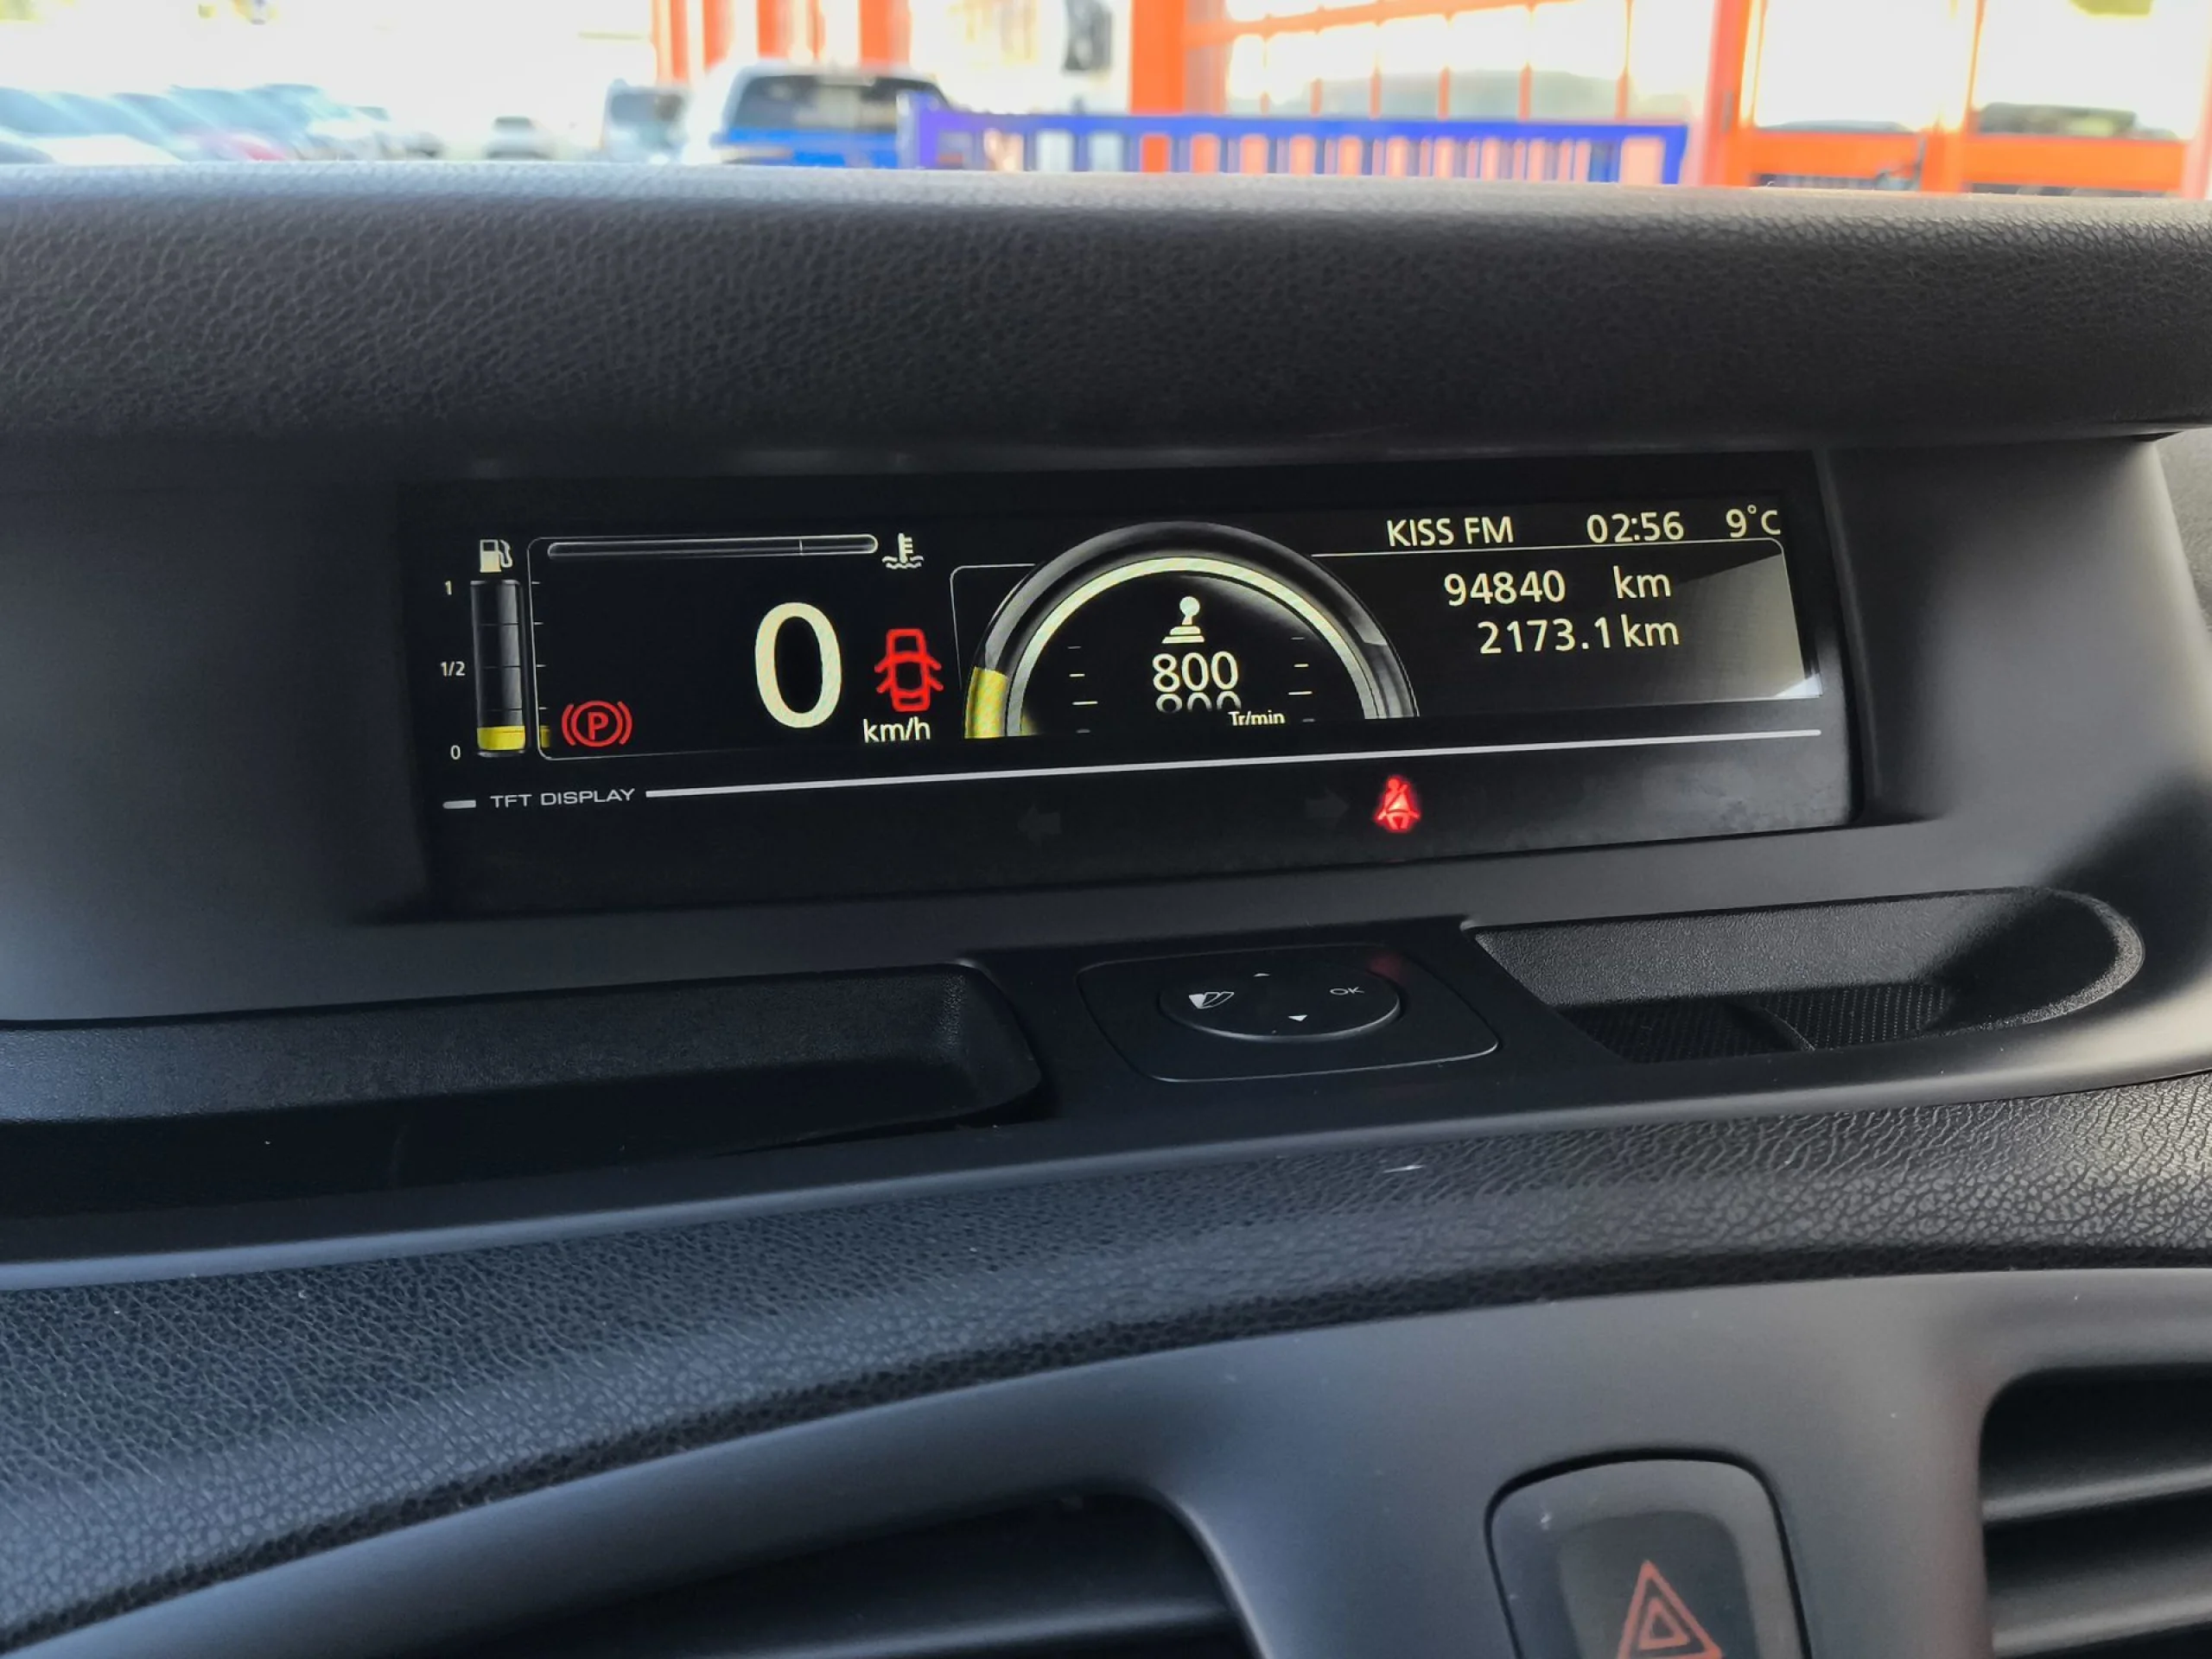 KISS FM 02:56 9°C
1
94840 km
2173.1 km
1/2
0
800
P
km/h
Tr/min
0
TFT DISPLAY
OK